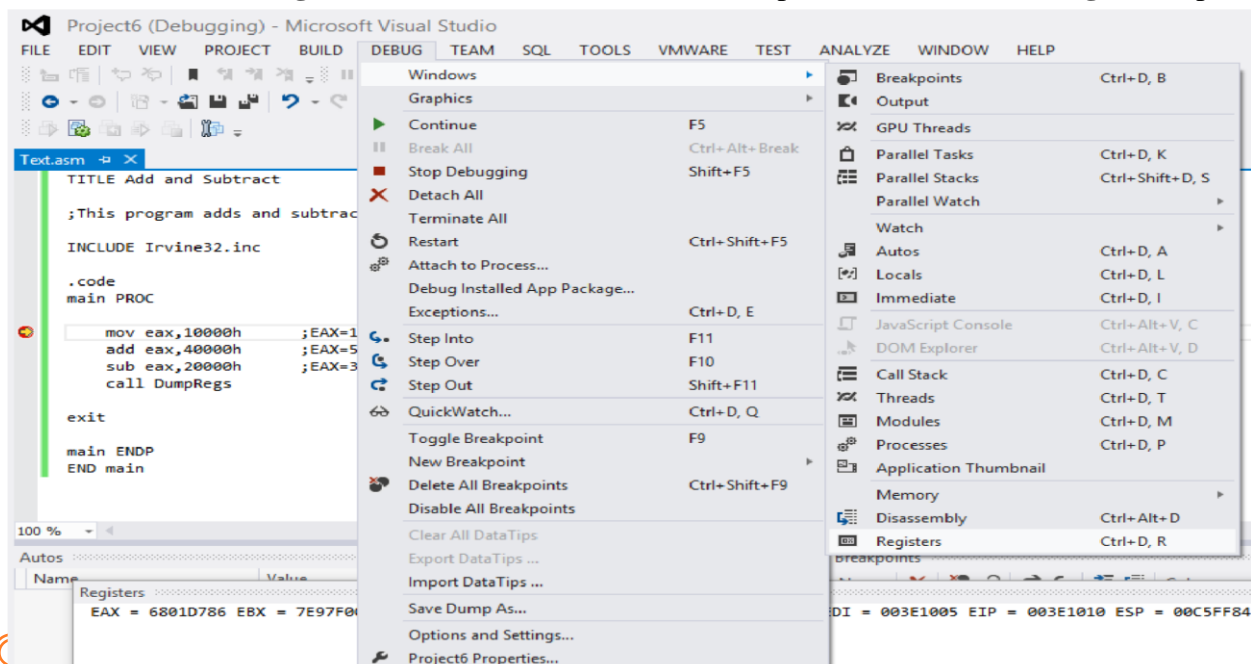 Project6 (Debugging) - Microsoft Visual Studio
FILE EDIT VIEW PROJECT BUILD DEBUG TEAM SQL TOOLS VMWARE TEST ANALYZE WINDOW HELP
Text.asm
TITLE Add and Subtract
;This program adds and subtrac
INCLUDE Irvine32.inc
.code
main PROC
mov eax,10000h ;EAX=1
add eax,40000h ;EAX=5
sub eax,20000h ;EAX=3
call DumpRegs
exit
main ENDP
END main
100 %
Autos
Name Value
Registers
EAX = 6801D786 EBX = 7E97F0
Windows
Graphics
Continue F5
Break All Ctrl+Alt+Break
Stop Debugging Shift+F5
Detach All
Terminate All
Restart Ctrl+Shift+F5
Attach to Process...
Debug Installed App Package...
Exceptions... Ctrl+D, E
Step Into F11
Step Over F10
Step Out Shift+F11
QuickWatch... Ctrl+D, Q
Toggle Breakpoint F9
New Breakpoint
Delete All Breakpoints Ctrl+Shift+F9
Disable All Breakpoints
Clear All DataTips
Export DataTips ...
Import DataTips ...
Save Dump As...
Options and Settings...
Project6 Properties...
Breakpoints Ctrl+D, B
Output
GPU Threads
Parallel Tasks Ctrl+D, K
Parallel Stacks Ctrl+Shift+D, S
Parallel Watch
Watch
Autos Ctrl+D, A
Locals Ctrl+D, L
Immediate Ctrl+D, I
JavaScript Console Ctrl+Alt+V, C
DOM Explorer Ctrl+Alt+V, D
Call Stack Ctrl+D, C
Threads Ctrl+D, T
Modules Ctrl+D, M
Processes Ctrl+D, P
Application Thumbnail
Memory
Disassembly Ctrl+Alt+D
Registers Ctrl+D, R
Breakpoints
DI = 003E1005 EIP = 003E1010 ESP = 00C5FF84